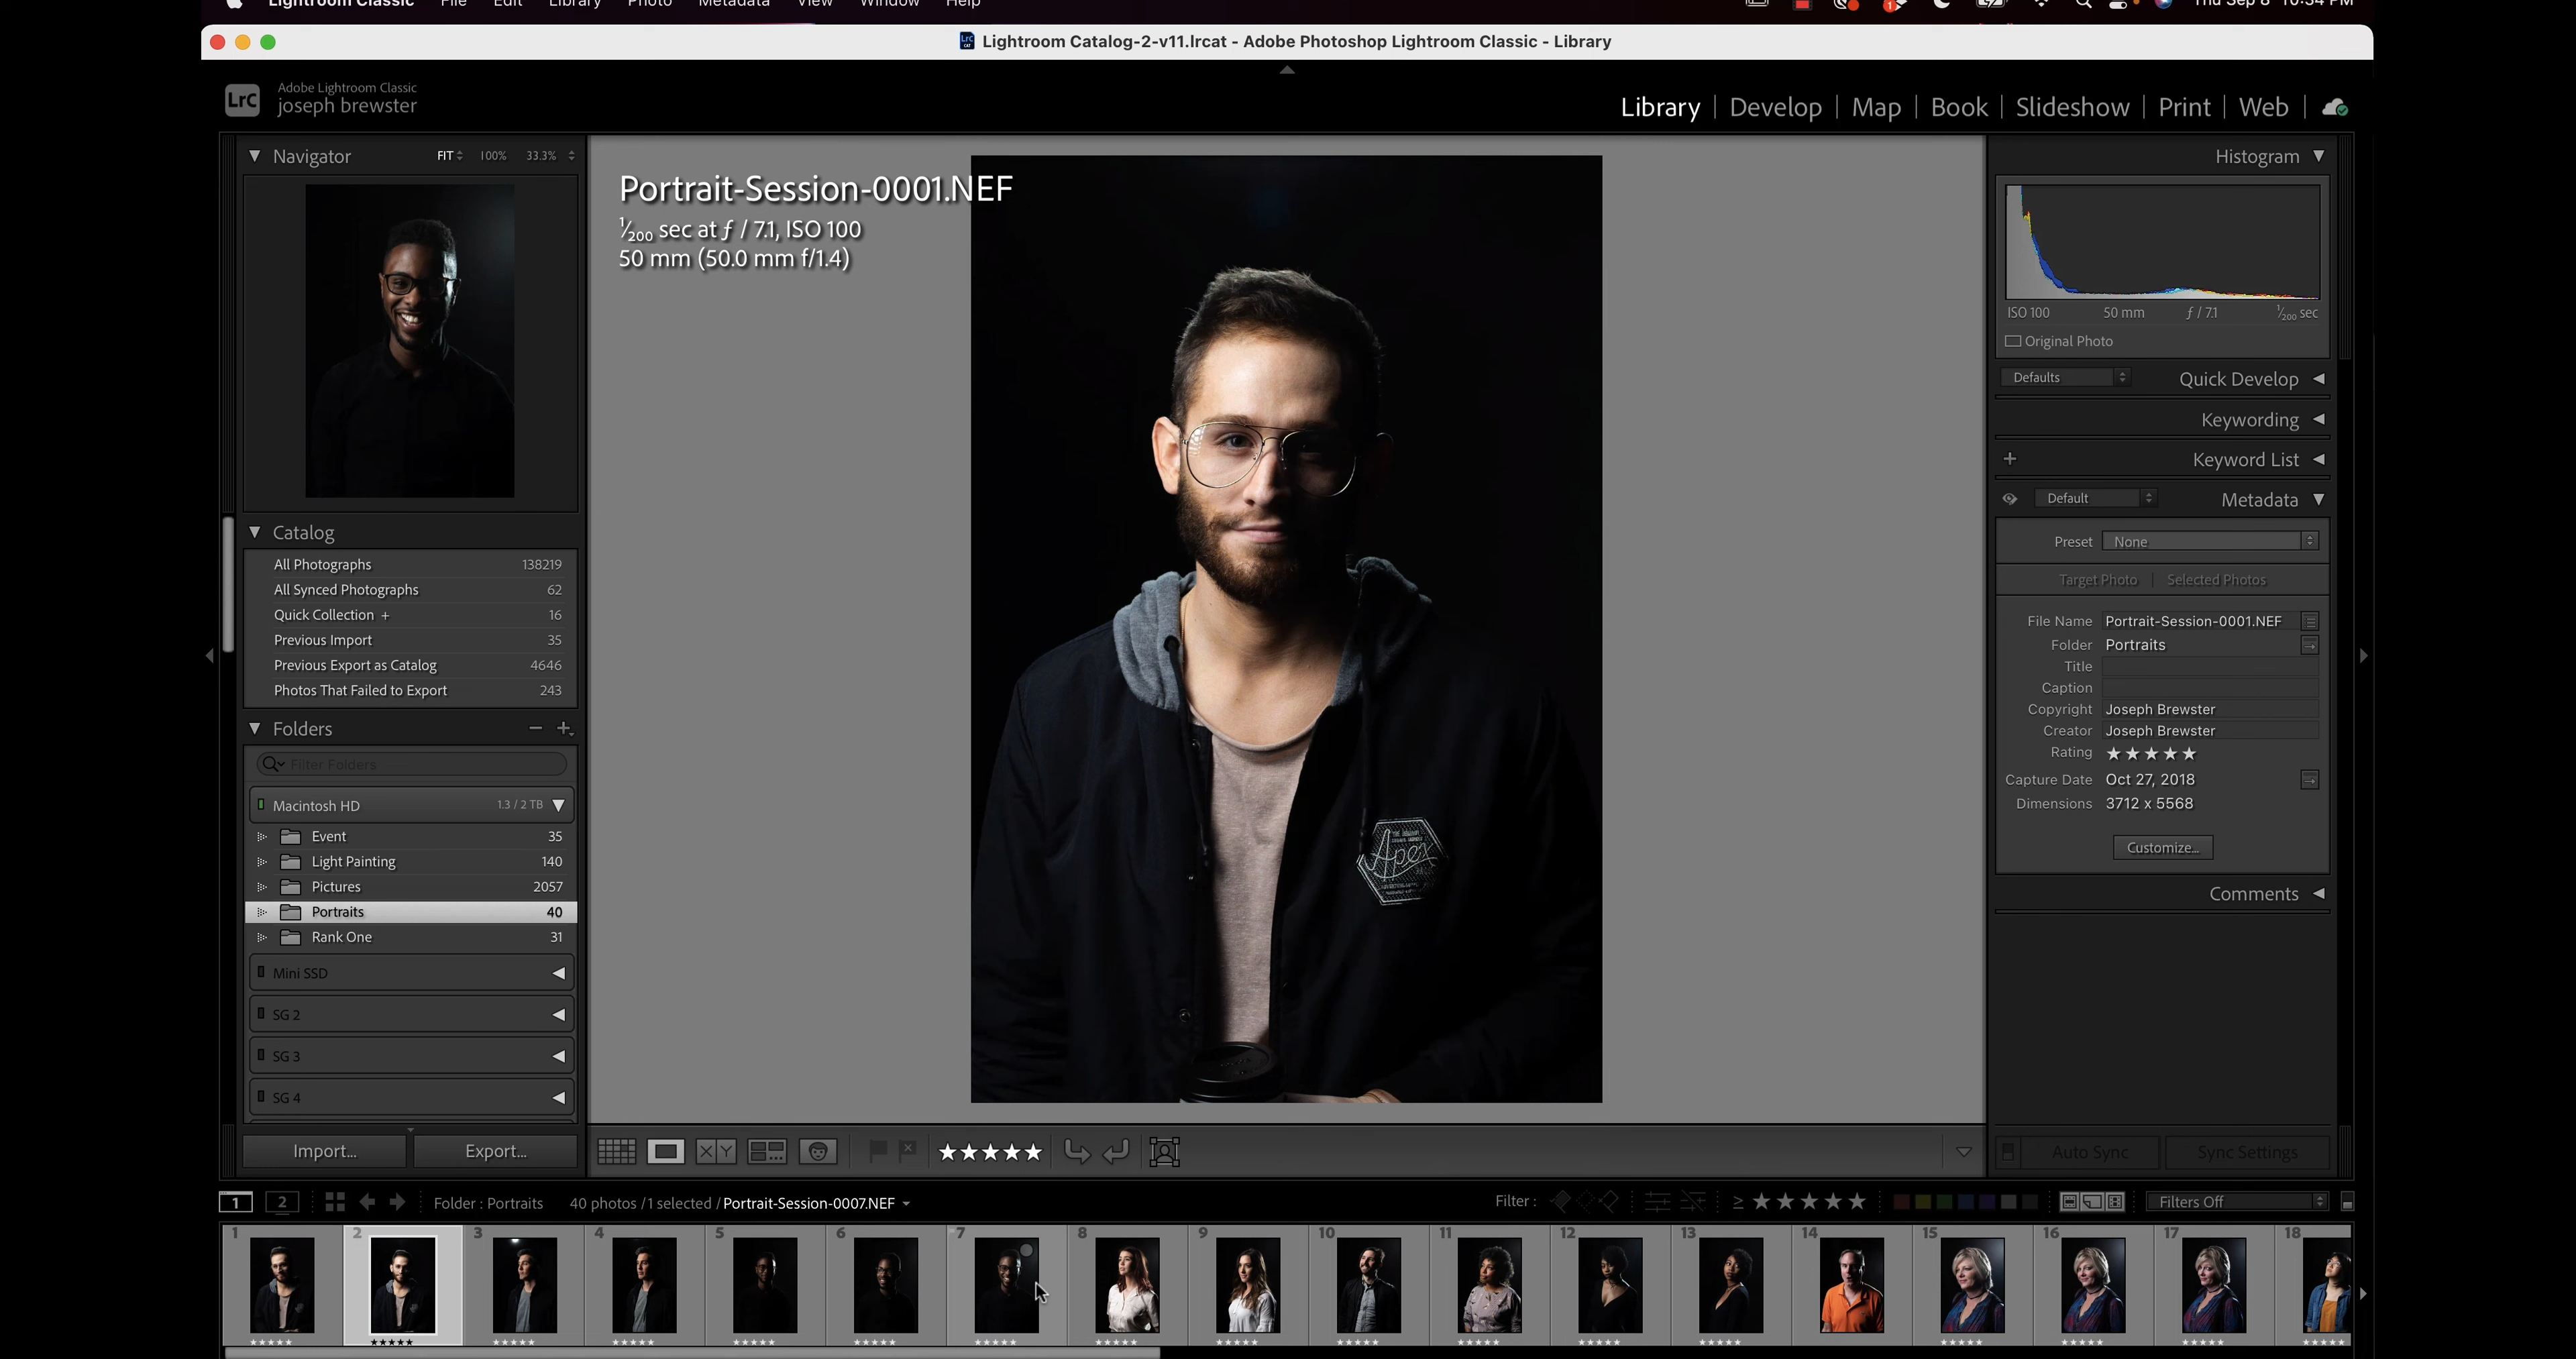 Lightroom Classic File Edit Library Photo Metadata View Window Help
Thu Sep 8 10:34 PM
Lightroom Catalog-2-v11.lrcat - Adobe Photoshop Lightroom Classic - Library
LrC
Adobe Lightroom Classic
joseph brewster
Library | Develop | Map | Book | Slideshow | Print | Web
Navigator FIT 100% 33.3%
Catalog
All Photographs 138219
All Synced Photographs 62
Quick Collection + 16
Previous Import 35
Previous Export as Catalog 4646
Photos That Failed to Export 243
Folders
Filter Folders
Macintosh HD 1.3 / 2 TB
Event 35
Light Painting 140
Pictures 2057
Portraits 40
Rank One 31
Mini SSD
SG 2
SG 3
SG 4
Import...
Export...
Portrait-Session-0001.NEF
1/200 sec at ƒ / 7.1, ISO 100
50 mm (50.0 mm f/1.4)
Apex
Histogram
ISO 100 50 mm ƒ / 7.1 1/200 sec
Original Photo
Defaults Quick Develop
Keywording
+ Keyword List
Default Metadata
Preset None
Target Photo | Selected Photos
File Name Portrait-Session-0001.NEF
Folder Portraits
Title
Caption
Copyright Joseph Brewster
Creator Joseph Brewster
Rating ★★★★★
Capture Date Oct 27, 2018
Dimensions 3712 x 5568
Customize...
Comments
Auto Sync
Sync Settings
XY
★★★★★
1 2 Folder : Portraits 40 photos /1 selected /Portrait-Session-0007.NEF
Filter : ≥ ★★★★★ Filters Off
1 2 3 4 5 6 7 8 9 10 11 12 13 14 15 16 17 18